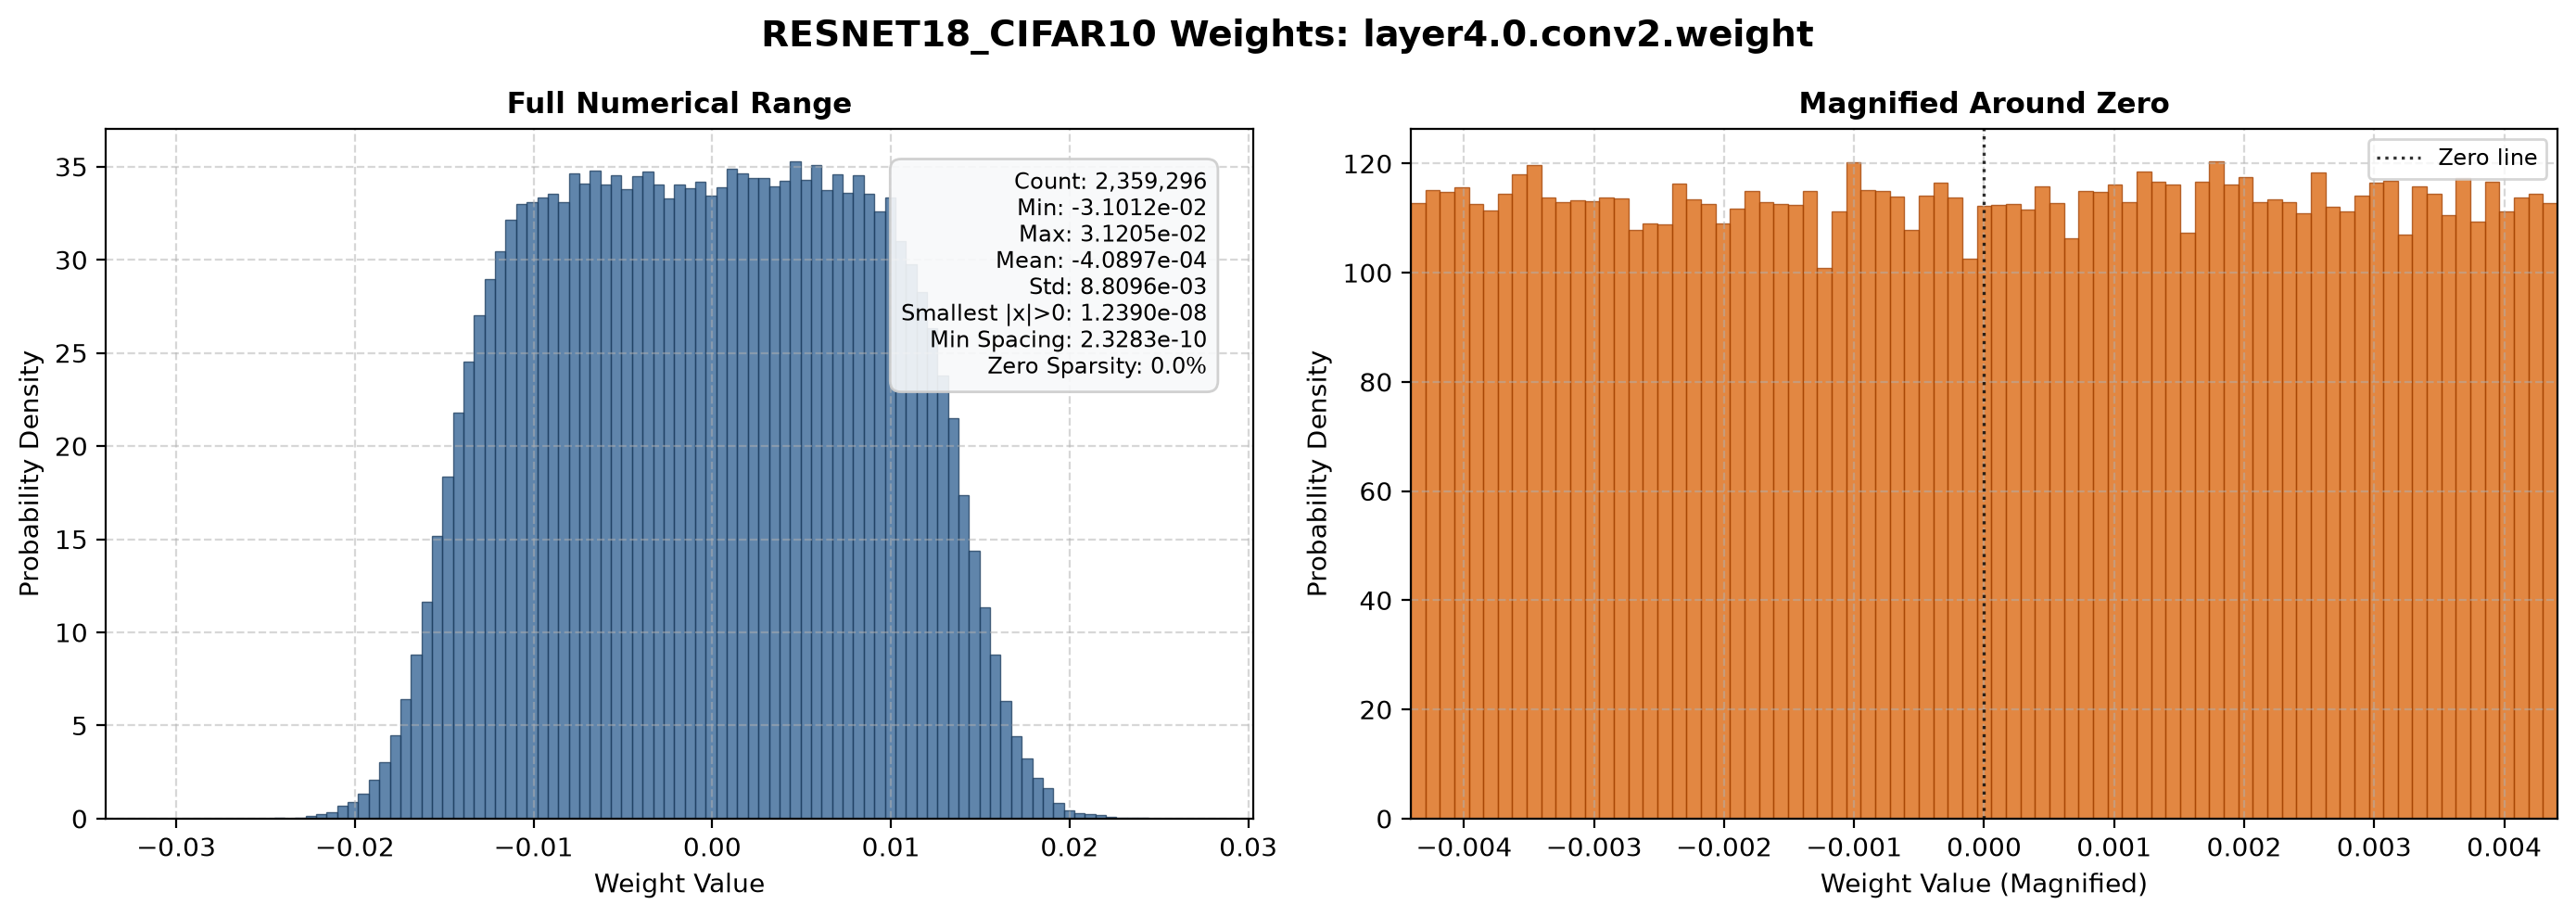 RESNET18_CIFAR10 Weights: layer4.0.conv2.weight
Full Numerical Range
Probability Density
35
30
25
20
15
10
5
0
Count: 2,359,296
Min: -3.1012e-02
Max: 3.1205e-02
Mean: -4.0897e-04
Std: 8.8096e-03
Smallest |x|>0: 1.2390e-08
Min Spacing: 2.3283e-10
Zero Sparsity: 0.0%
−0.03 −0.02 −0.01 0.00 0.01 0.02 0.03
Weight Value
Magnified Around Zero
Probability Density
120
100
80
60
40
20
0
Zero line
−0.004 −0.003 −0.002 −0.001 0.000 0.001 0.002 0.003 0.004
Weight Value (Magnified)